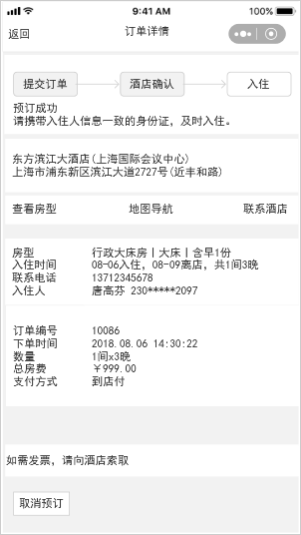 9:41 AM
100%
返回
订单详情
提交订单
酒店确认
入住
预订成功
请携带入住人信息一致的身份证，及时入住。
东方滨江大酒店(上海国际会议中心)
上海市浦东新区滨江大道2727号(近丰和路)
查看房型
地图导航
联系酒店
房型 行政大床房丨大床丨含早1份
入住时间 08-06入住，08-09离店，共1间3晚
联系电话 13712345678
入住人 唐高芬 230*****2097
订单编号 10086
下单时间 2018.08.06 14:30:22
数量 1间x3晚
总房费 ￥999.00
支付方式 到店付
如需发票，请向酒店索取
取消预订